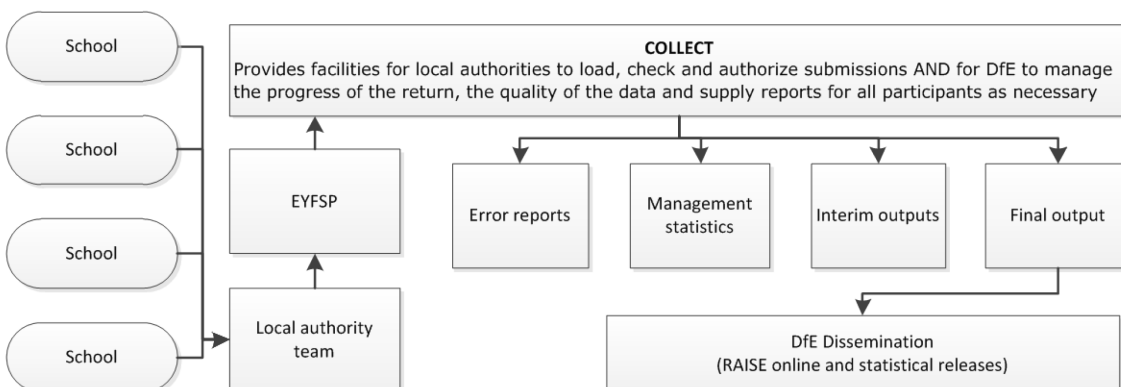 School
School
School
School
COLLECT
Provides facilities for local authorities to load, check and authorize submissions AND for DfE to manage
the progress of the return, the quality of the data and supply reports for all participants as necessary
EYFSP
Local authority
team
Error reports
Management
statistics
Interim outputs
Final output
DfE Dissemination
(RAISE online and statistical releases)